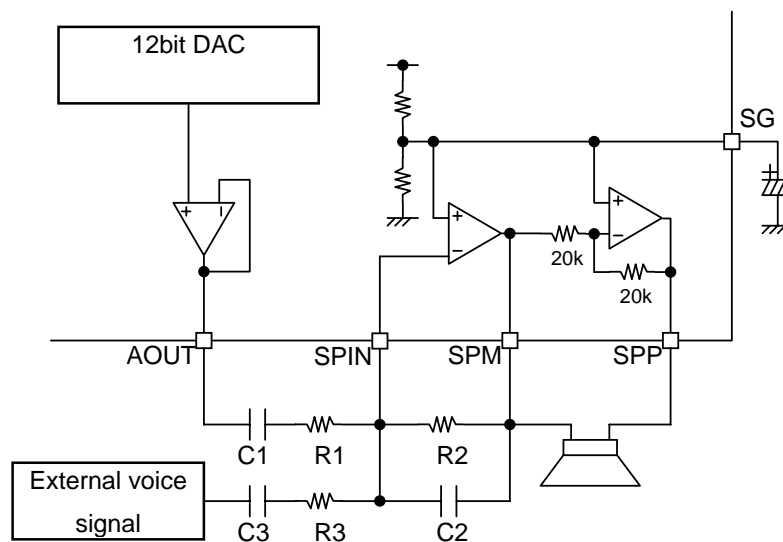 12bit DAC
SG
+
+
−
+
−
+
−
20k
20k
AOUT
SPIN
SPM
SPP
C1
R1
R2
External voice
signal
C3
R3
C2